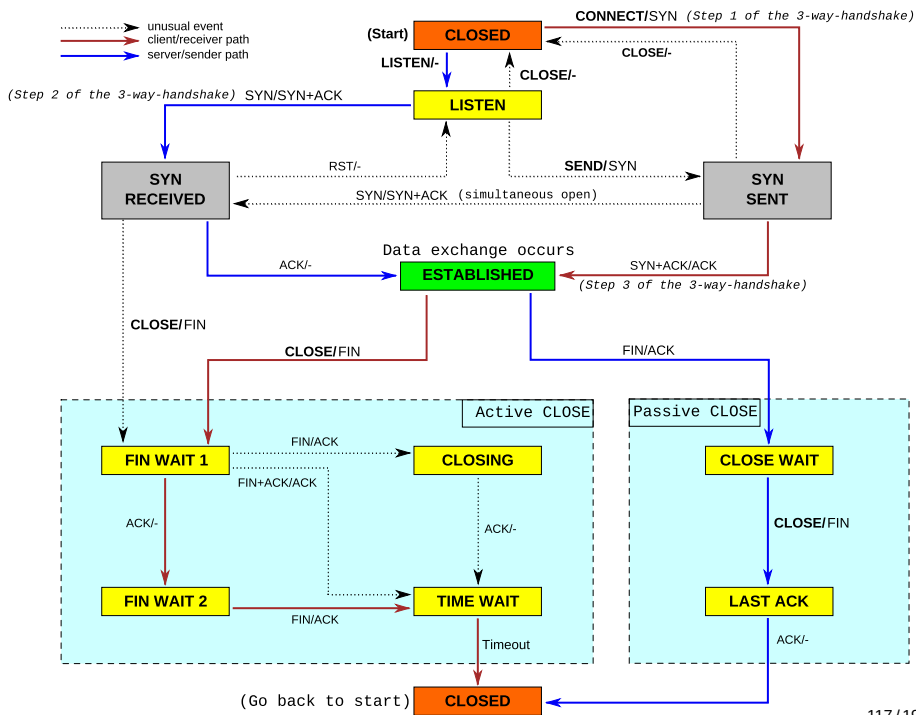 unusual event
client/receiver path
server/sender path
CONNECT/SYN (Step 1 of the 3-way-handshake)
(Start) CLOSED
CLOSE/-
LISTEN/-
CLOSE/-
(Step 2 of the 3-way-handshake) SYN/SYN+ACK
LISTEN
RST/-
SEND/SYN
SYN
RECEIVED
SYN
SENT
SYN/SYN+ACK (simultaneous open)
Data exchange occurs
ACK/-
ESTABLISHED
SYN+ACK/ACK
(Step 3 of the 3-way-handshake)
CLOSE/FIN
CLOSE/FIN
FIN/ACK
Active CLOSE
Passive CLOSE
FIN WAIT 1
FIN/ACK
CLOSING
CLOSE WAIT
FIN+ACK/ACK
ACK/-
ACK/-
CLOSE/FIN
FIN WAIT 2
FIN/ACK
TIME WAIT
LAST ACK
Timeout
ACK/-
(Go back to start) CLOSED